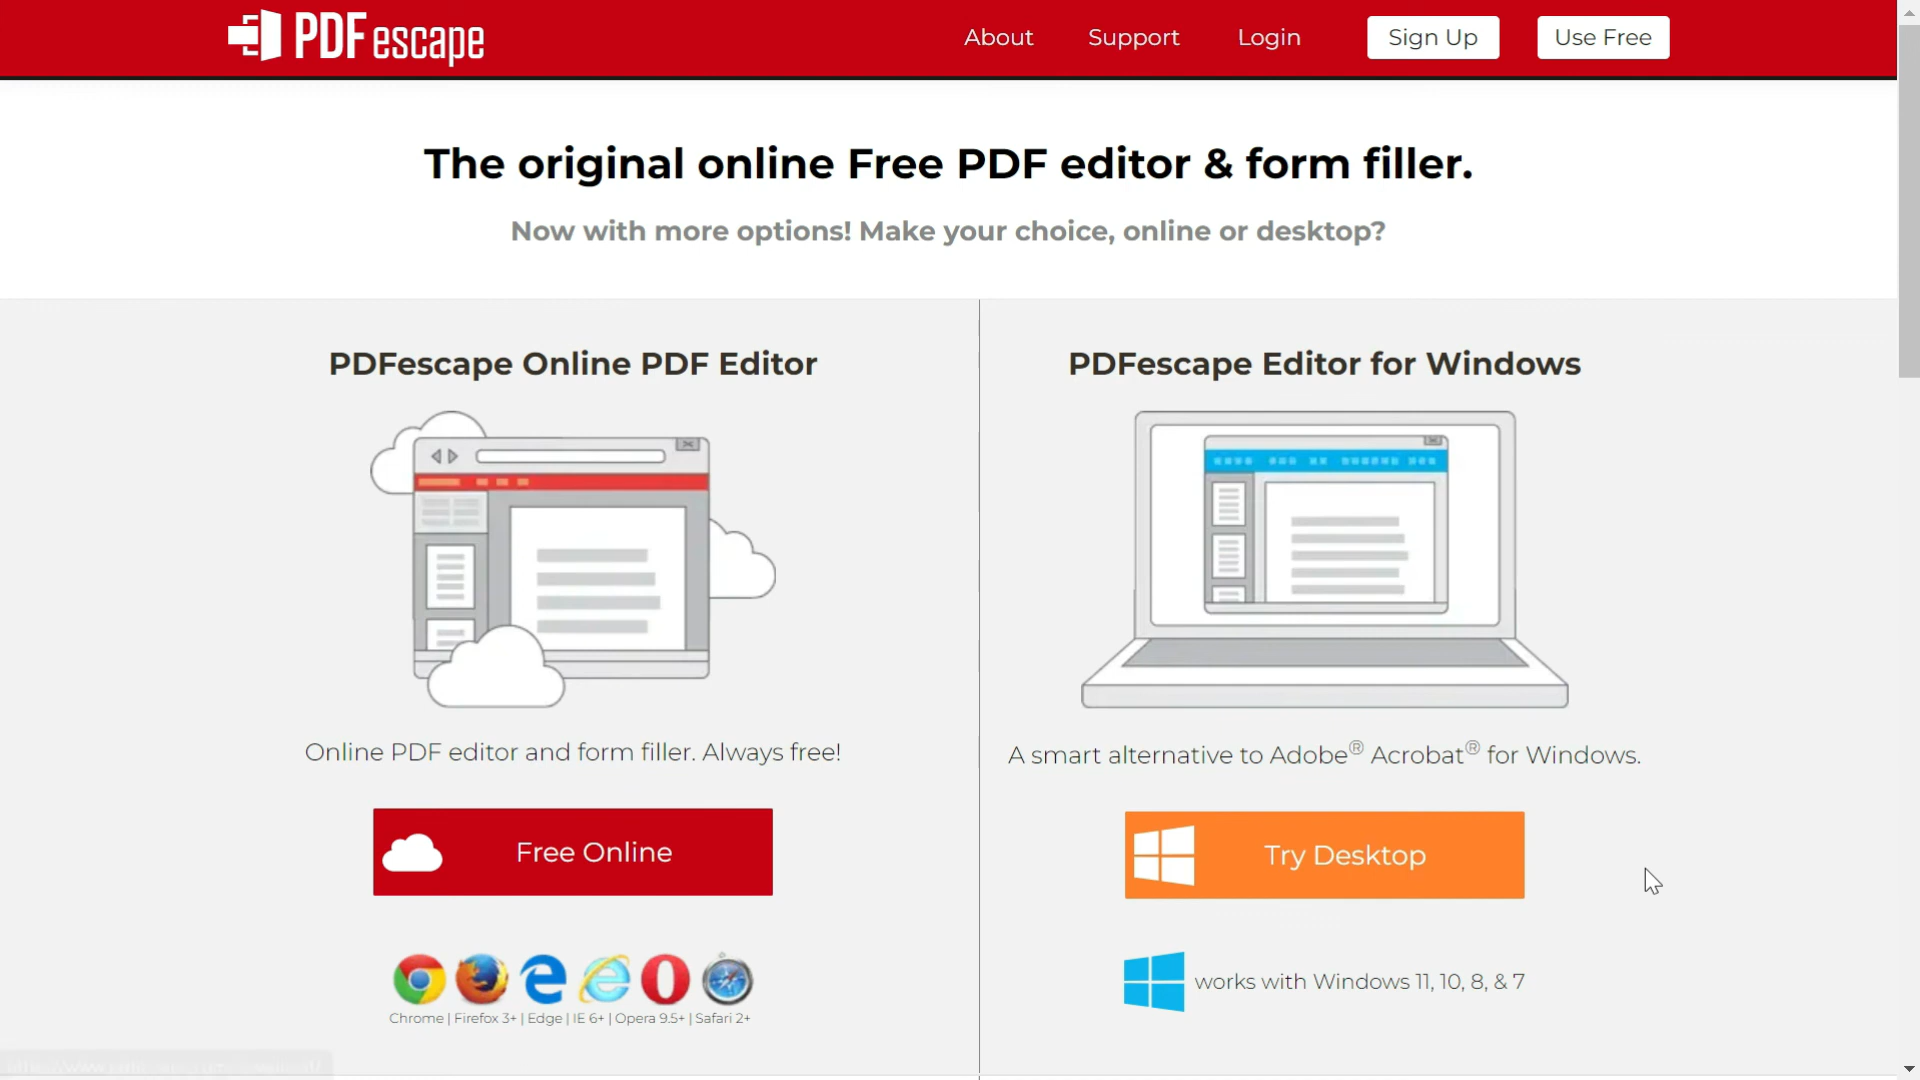 PDFescape
About
Support
Login
Sign Up
Use Free
The original online Free PDF editor & form filler.
Now with more options! Make your choice, online or desktop?
PDFescape Online PDF Editor
Online PDF editor and form filler. Always free!
Free Online
Chrome | Firefox 3+ | Edge | IE 6+ | Opera 9.5+ | Safari 2+
PDFescape Editor for Windows
A smart alternative to Adobe® Acrobat® for Windows.
Try Desktop
works with Windows 11, 10, 8, & 7